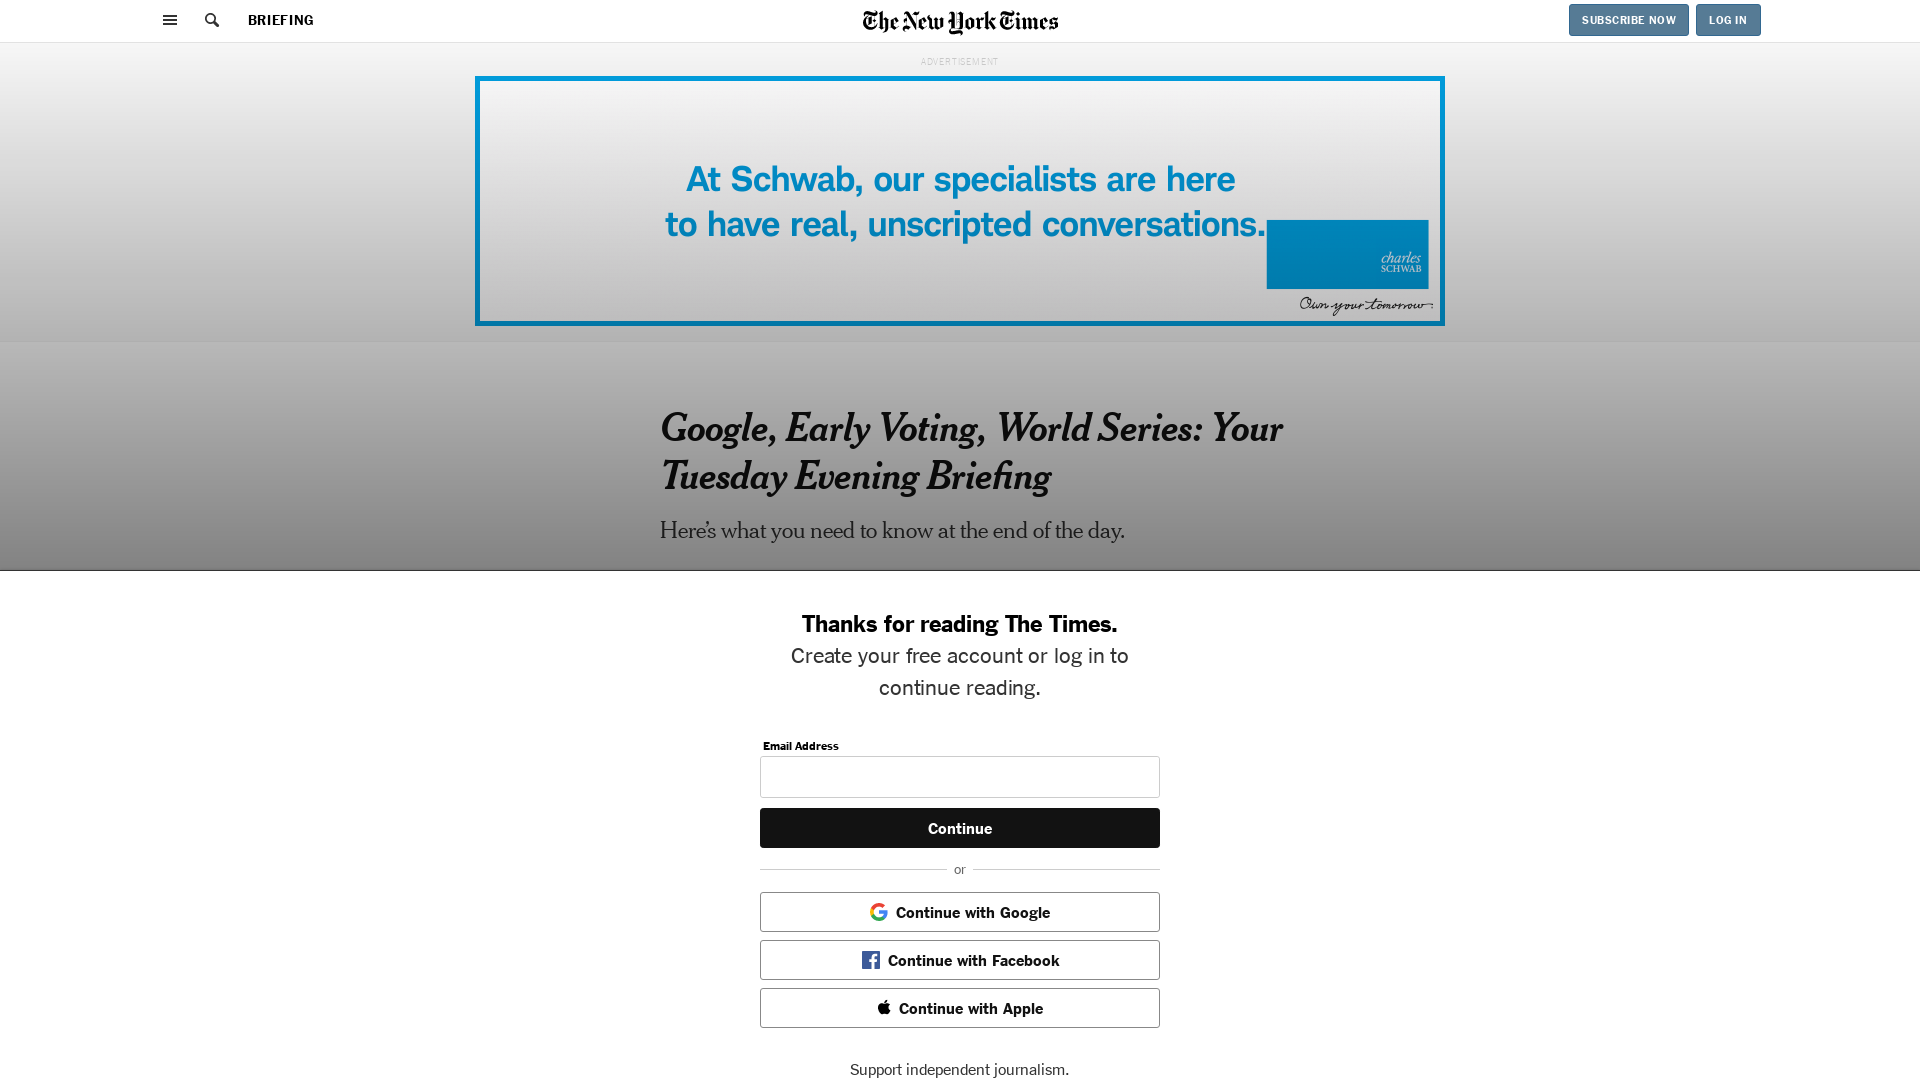 BRIEFING
The New York Times
SUBSCRIBE NOW
LOG IN
ADVERTISEMENT
At Schwab, our specialists are here
to have real, unscripted conversations.
charles
SCHWAB
Own your tomorrow.
Google, Early Voting, World Series: Your
Tuesday Evening Briefing
Here’s what you need to know at the end of the day.
Thanks for reading The Times.
Create your free account or log in to
continue reading.
Email Address
Continue
or
Continue with Google
Continue with Facebook
Continue with Apple
Support independent journalism.